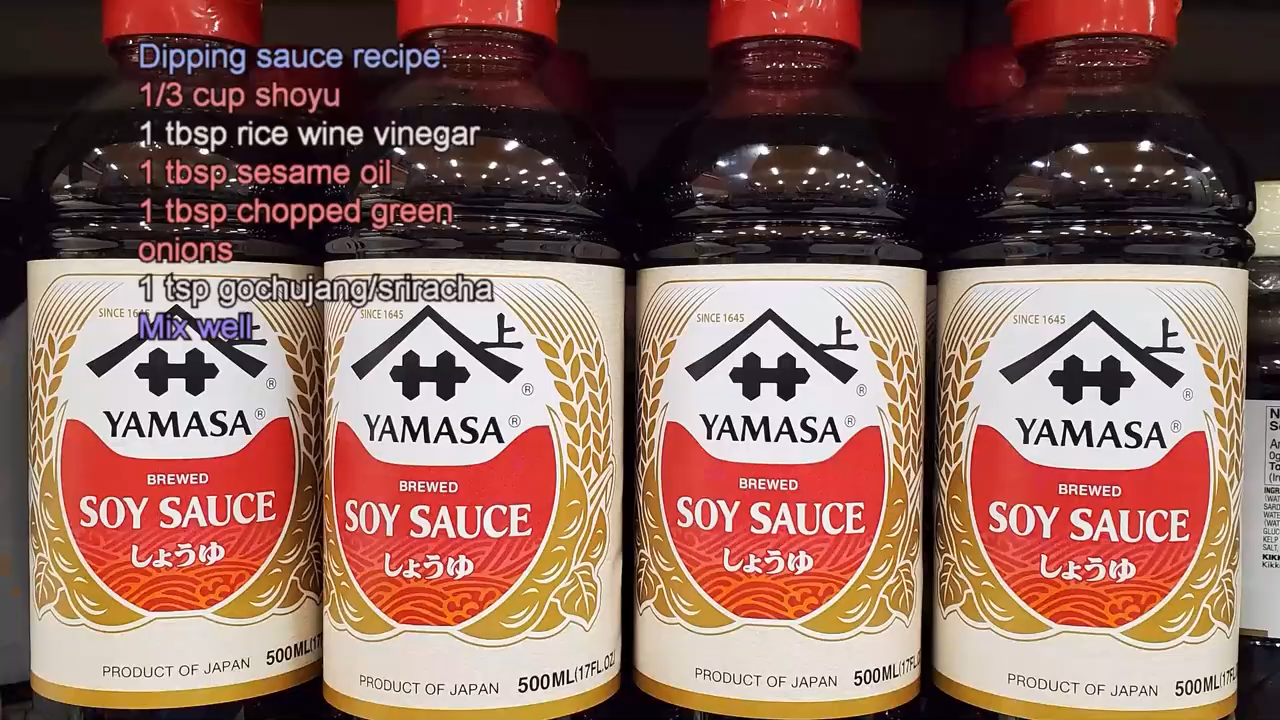 Dipping sauce recipe:
1/3 cup shoyu
1 tbsp rice wine vinegar
1 tbsp sesame oil
1 tbsp chopped green
onions
1 tsp gochujang/sriracha
Mix well
SINCE 1645
上
YAMASA®
BREWED
SOY SAUCE
しょうゆ
PRODUCT OF JAPAN 500ML(17
SINCE 1645
上
®
YAMASA®
BREWED
SOY SAUCE
しょうゆ
PRODUCT OF JAPAN 500ML(17FL.OZ.
SINCE 1645
上
®
YAMASA®
BREWED
SOY SAUCE
しょうゆ
PRODUCT OF JAPAN 500ML(17FL
SINCE 1645
上
®
YAMASA®
BREWED
SOY SAUCE
しょうゆ
PRODUCT OF JAPAN 500ML(17FL